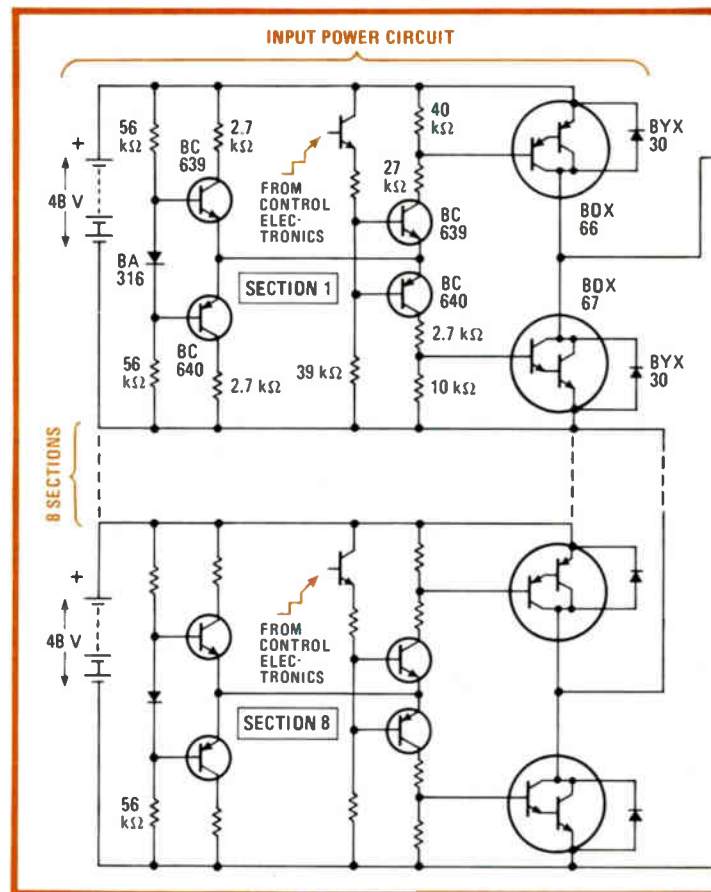 INPUT POWER CIRCUIT
+
48 V
56
kΩ
2.7
kΩ
BC
639
FROM
CONTROL
ELEC-
TRONICS
40
kΩ
27
kΩ
BC
639
BYX
30
BDX
66
BA
316
SECTION 1
BC
640
BDX
67
BC
640
56
kΩ
2.7 kΩ
39 kΩ
2.7 kΩ
10 kΩ
BYX
30
8 SECTIONS
+
48 V
FROM
CONTROL
ELEC-
TRONICS
SECTION 8
56
kΩ